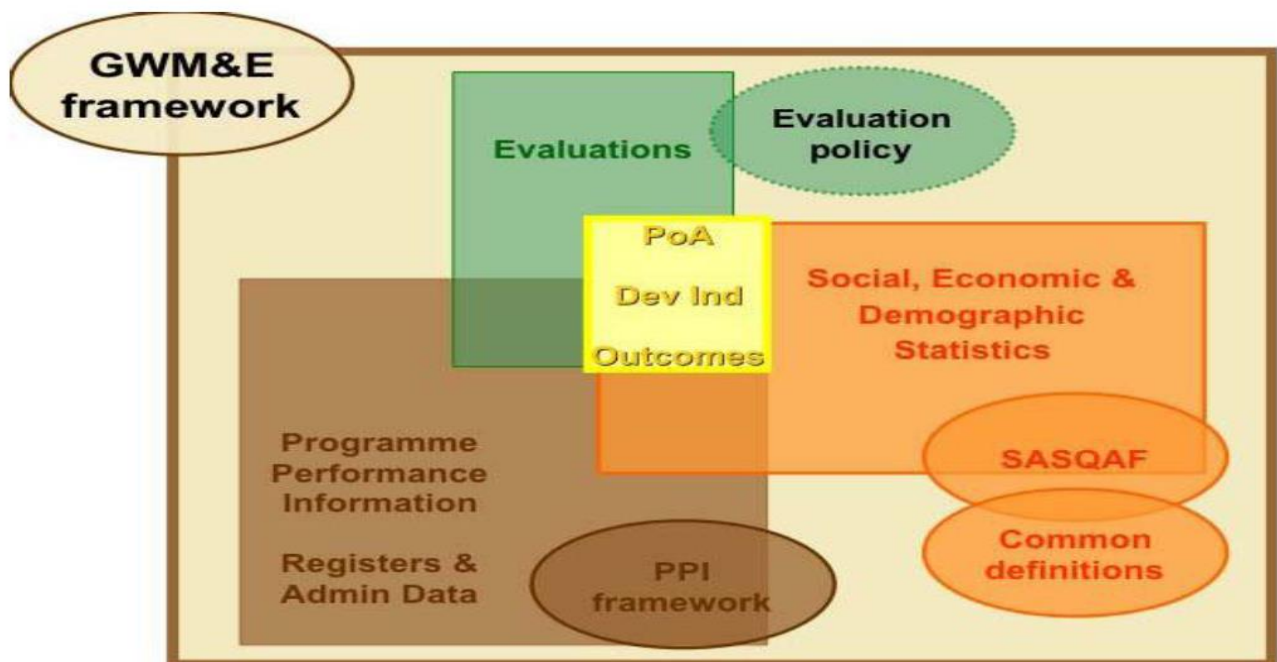 GWM&E
framework
Evaluations
Evaluation
policy
PoA
Dev Ind
Outcomes
Social, Economic &
Demographic
Statistics
SASQAF
Common
definitions
Programme
Performance
Information
Registers &
Admin Data
PPI
framework